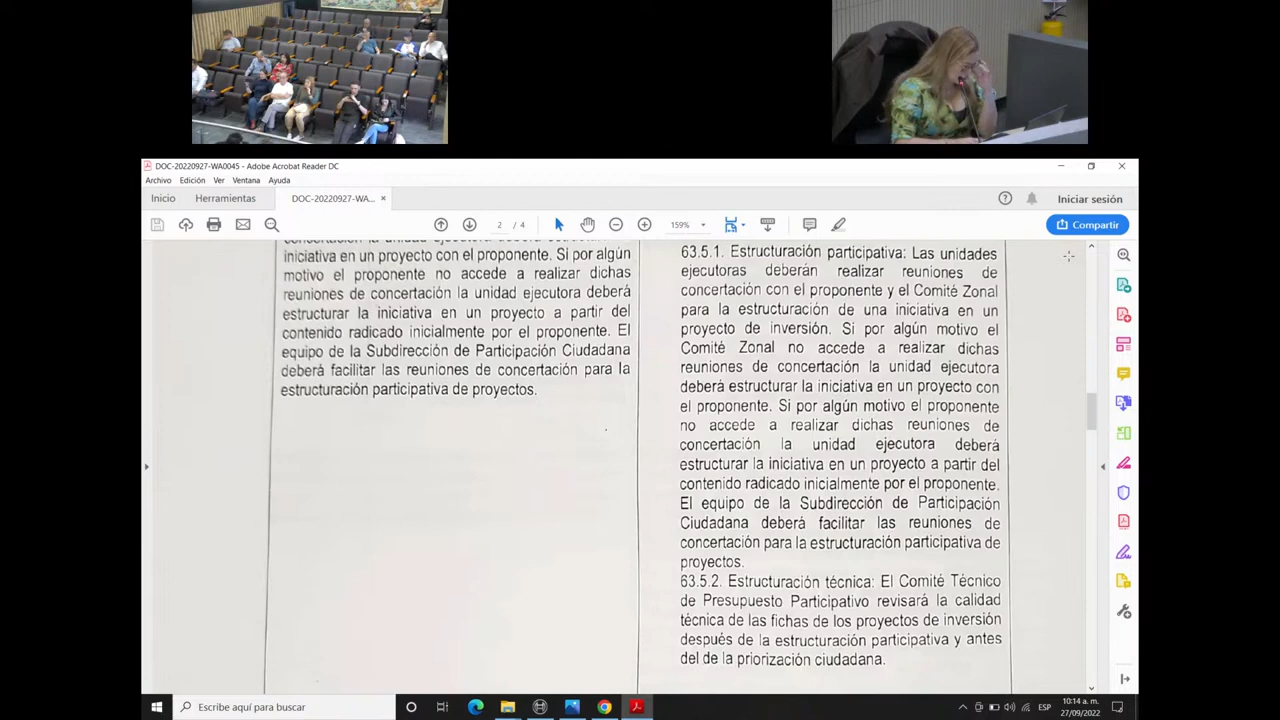 DOC-20220927-WA0045 - Adobe Acrobat Reader DC
Archivo Edición Ver Ventana Ayuda
Inicio Herramientas DOC-20220927-WA... ×
2 / 4 159% Iniciar sesión
Compartir
iniciativa en un proyecto con el proponente. Si por algún
motivo el proponente no accede a realizar dichas
reuniones de concertación la unidad ejecutora deberá
estructurar la iniciativa en un proyecto a partir del
contenido radicado inicialmente por el proponente. El
equipo de la Subdirección de Participación Ciudadana
deberá facilitar las reuniones de concertación para la
estructuración participativa de proyectos.
63.5.1. Estructuración participativa: Las unidades
ejecutoras deberán realizar reuniones de
concertación con el proponente y el Comité Zonal
para la estructuración de una iniciativa en un
proyecto de inversión. Si por algún motivo el
Comité Zonal no accede a realizar dichas
reuniones de concertación la unidad ejecutora
deberá estructurar la iniciativa en un proyecto con
el proponente. Si por algún motivo el proponente
no accede a realizar dichas reuniones de
concertación la unidad ejecutora deberá
estructurar la iniciativa en un proyecto a partir del
contenido radicado inicialmente por el proponente.
El equipo de la Subdirección de Participación
Ciudadana deberá facilitar las reuniones de
concertación para la estructuración participativa de
proyectos.
63.5.2. Estructuración técnica: El Comité Técnico
de Presupuesto Participativo revisará la calidad
técnica de las fichas de los proyectos de inversión
después de la estructuración participativa y antes
del de la priorización ciudadana.
Escribe aquí para buscar
ESP
10:14 a. m.
27/09/2022